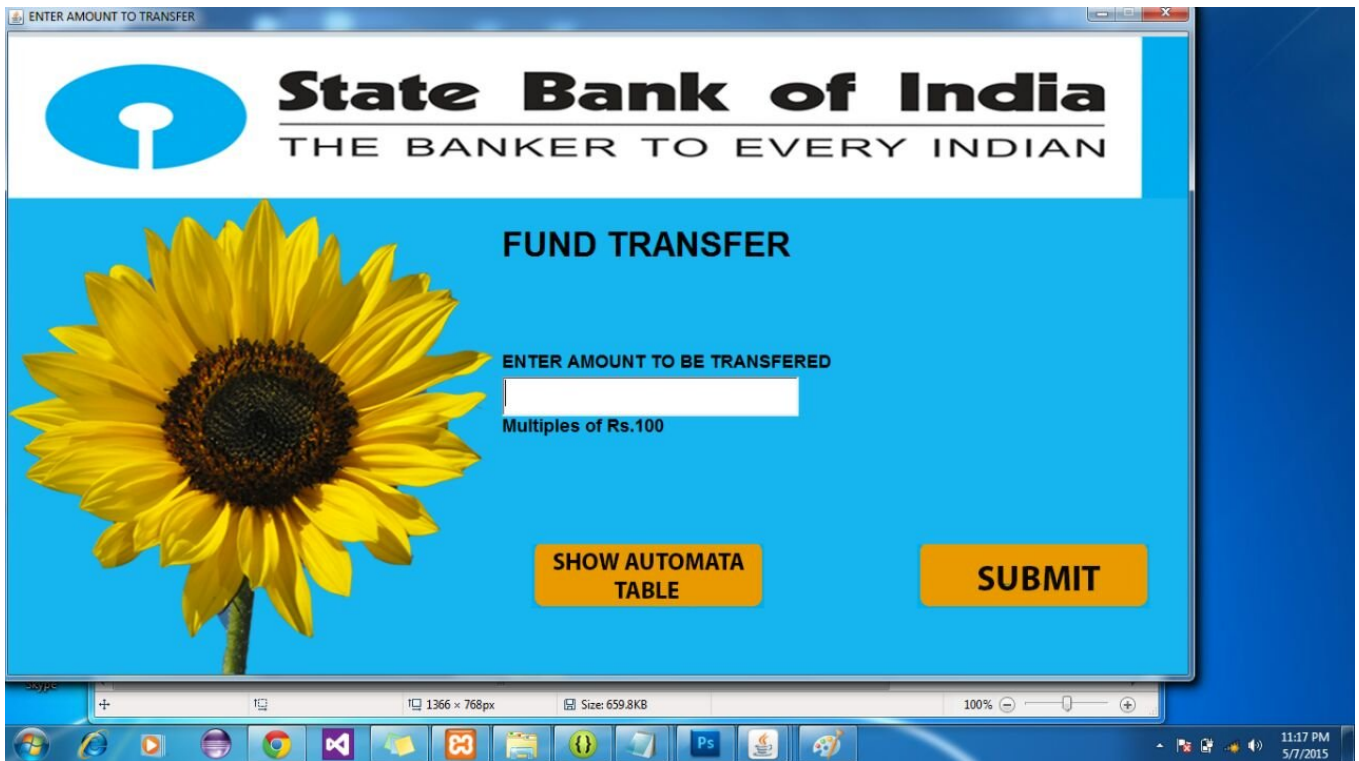 ENTER AMOUNT TO TRANSFER
State Bank of India
THE BANKER TO EVERY INDIAN
FUND TRANSFER
ENTER AMOUNT TO BE TRANSFERED
Multiples of Rs.100
SHOW AUTOMATA
TABLE
SUBMIT
1366 × 768px
Size: 659.8KB
100%
Ps
11:17 PM
5/7/2015